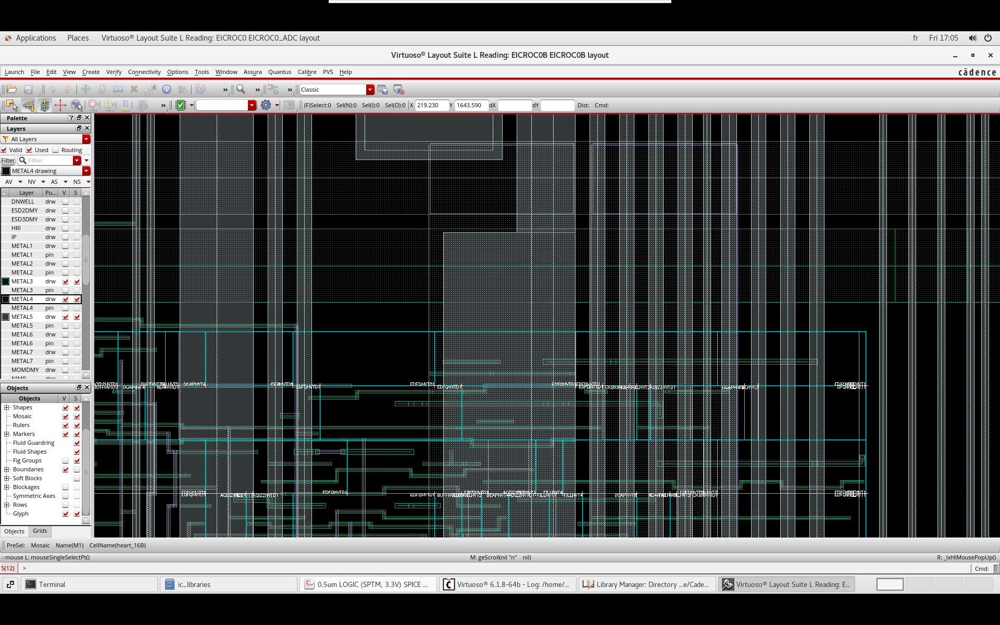 Applications Places Virtuoso® Layout Suite L Reading: EICROC0 EICROC0_ADC layout fr Fri 17:05
Virtuoso® Layout Suite L Reading: EICROC0B EICROC0B layout
Launch File Edit View Create Verify Connectivity Options Tools Window Assura Quantus Calibre PVS Help cādence
» » » Classic
» (F)Select:0 Sel(N):0 Sel(I):0 Sel(O):0 X 219.230 Y 1643.590 dX dY Dist: Cmd:
Palette
Layers
All Layers
Valid Used Routing
Filter Filter
METAL4 drawing
AV NV AS NS
Layer Pu... V S
DNWELL drw
ESD2DMY drw
ESD3DMY drw
HRI drw
IP drw
METAL1 drw
METAL1 pin
METAL2 drw
METAL2 pin
METAL3 drw
METAL3 pin
METAL4 drw
METAL4 pin
METAL5 drw
METAL5 pin
METAL6 drw
METAL6 pin
METAL7 drw
METAL7 pin
MOMDMY drw
Objects
Objects V S
Shapes
Mosaic
Rulers
Markers
Fluid Guardring
Fluid Shapes
Fig Groups
Boundaries
Soft Blocks
Blockages
Symmetric Axes
Rows
Glyph
Objects Grids
DCAPHVT4 CKBHVTD8 EDFQHVTD1 EDFQHVTD1
EDFQHVTD1 EDFQHVTD1
EDFQHVTD1 EDFQHVTD1
PreSel: Mosaic Name(M1) CellName(heart_16B)
mouse L: mouseSingleSelectPt() M: geScroll(nil "n" nil) R: _lxHiMousePopUp()
5(12) > Cmd:
Terminal ic_libraries 0.5um LOGIC (SPTM, 3.3V) SPICE ... Virtuoso® 6.1.8-64b - Log: /home/... Library Manager: Directory ...e/Cade... Virtuoso® Layout Suite L Reading: E...